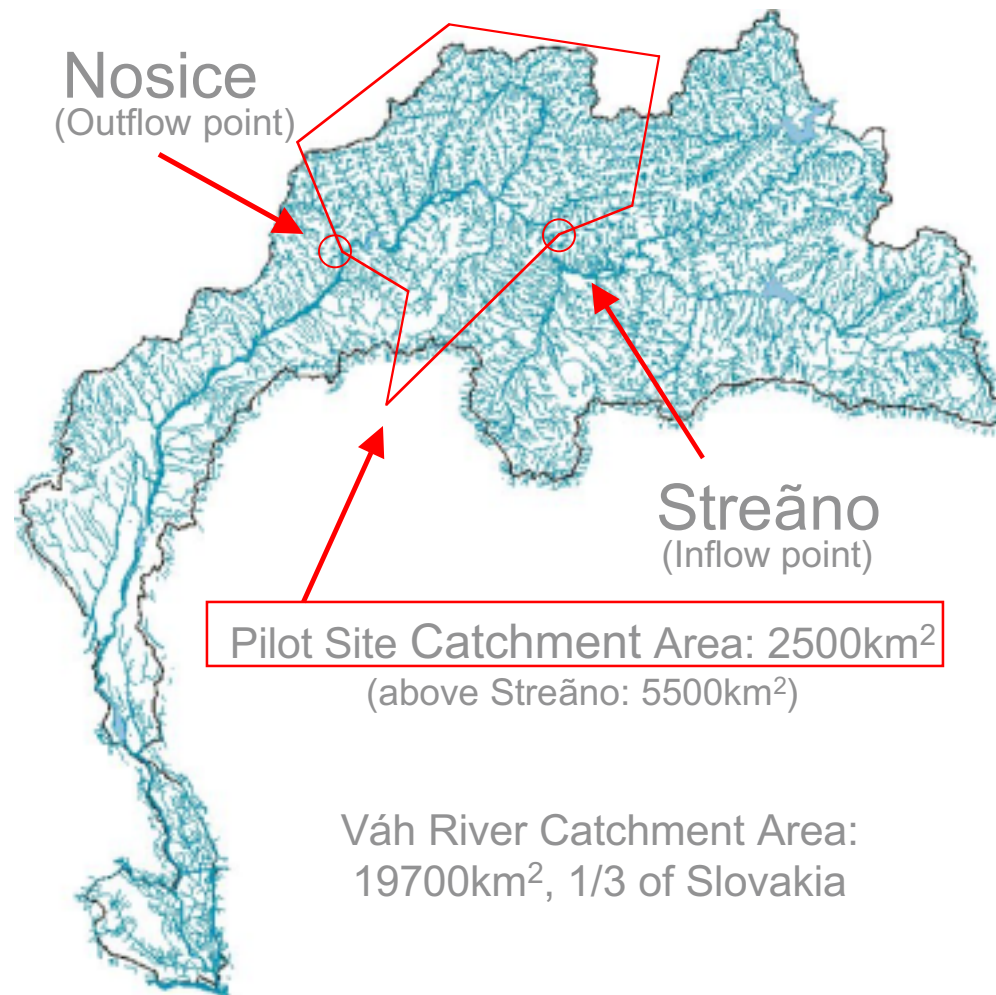 Nosice
(Outflow point)
Streãno
(Inflow point)
Pilot Site Catchment Area: 2500km²
(above Streãno: 5500km²)
Váh River Catchment Area:
19700km², 1/3 of Slovakia